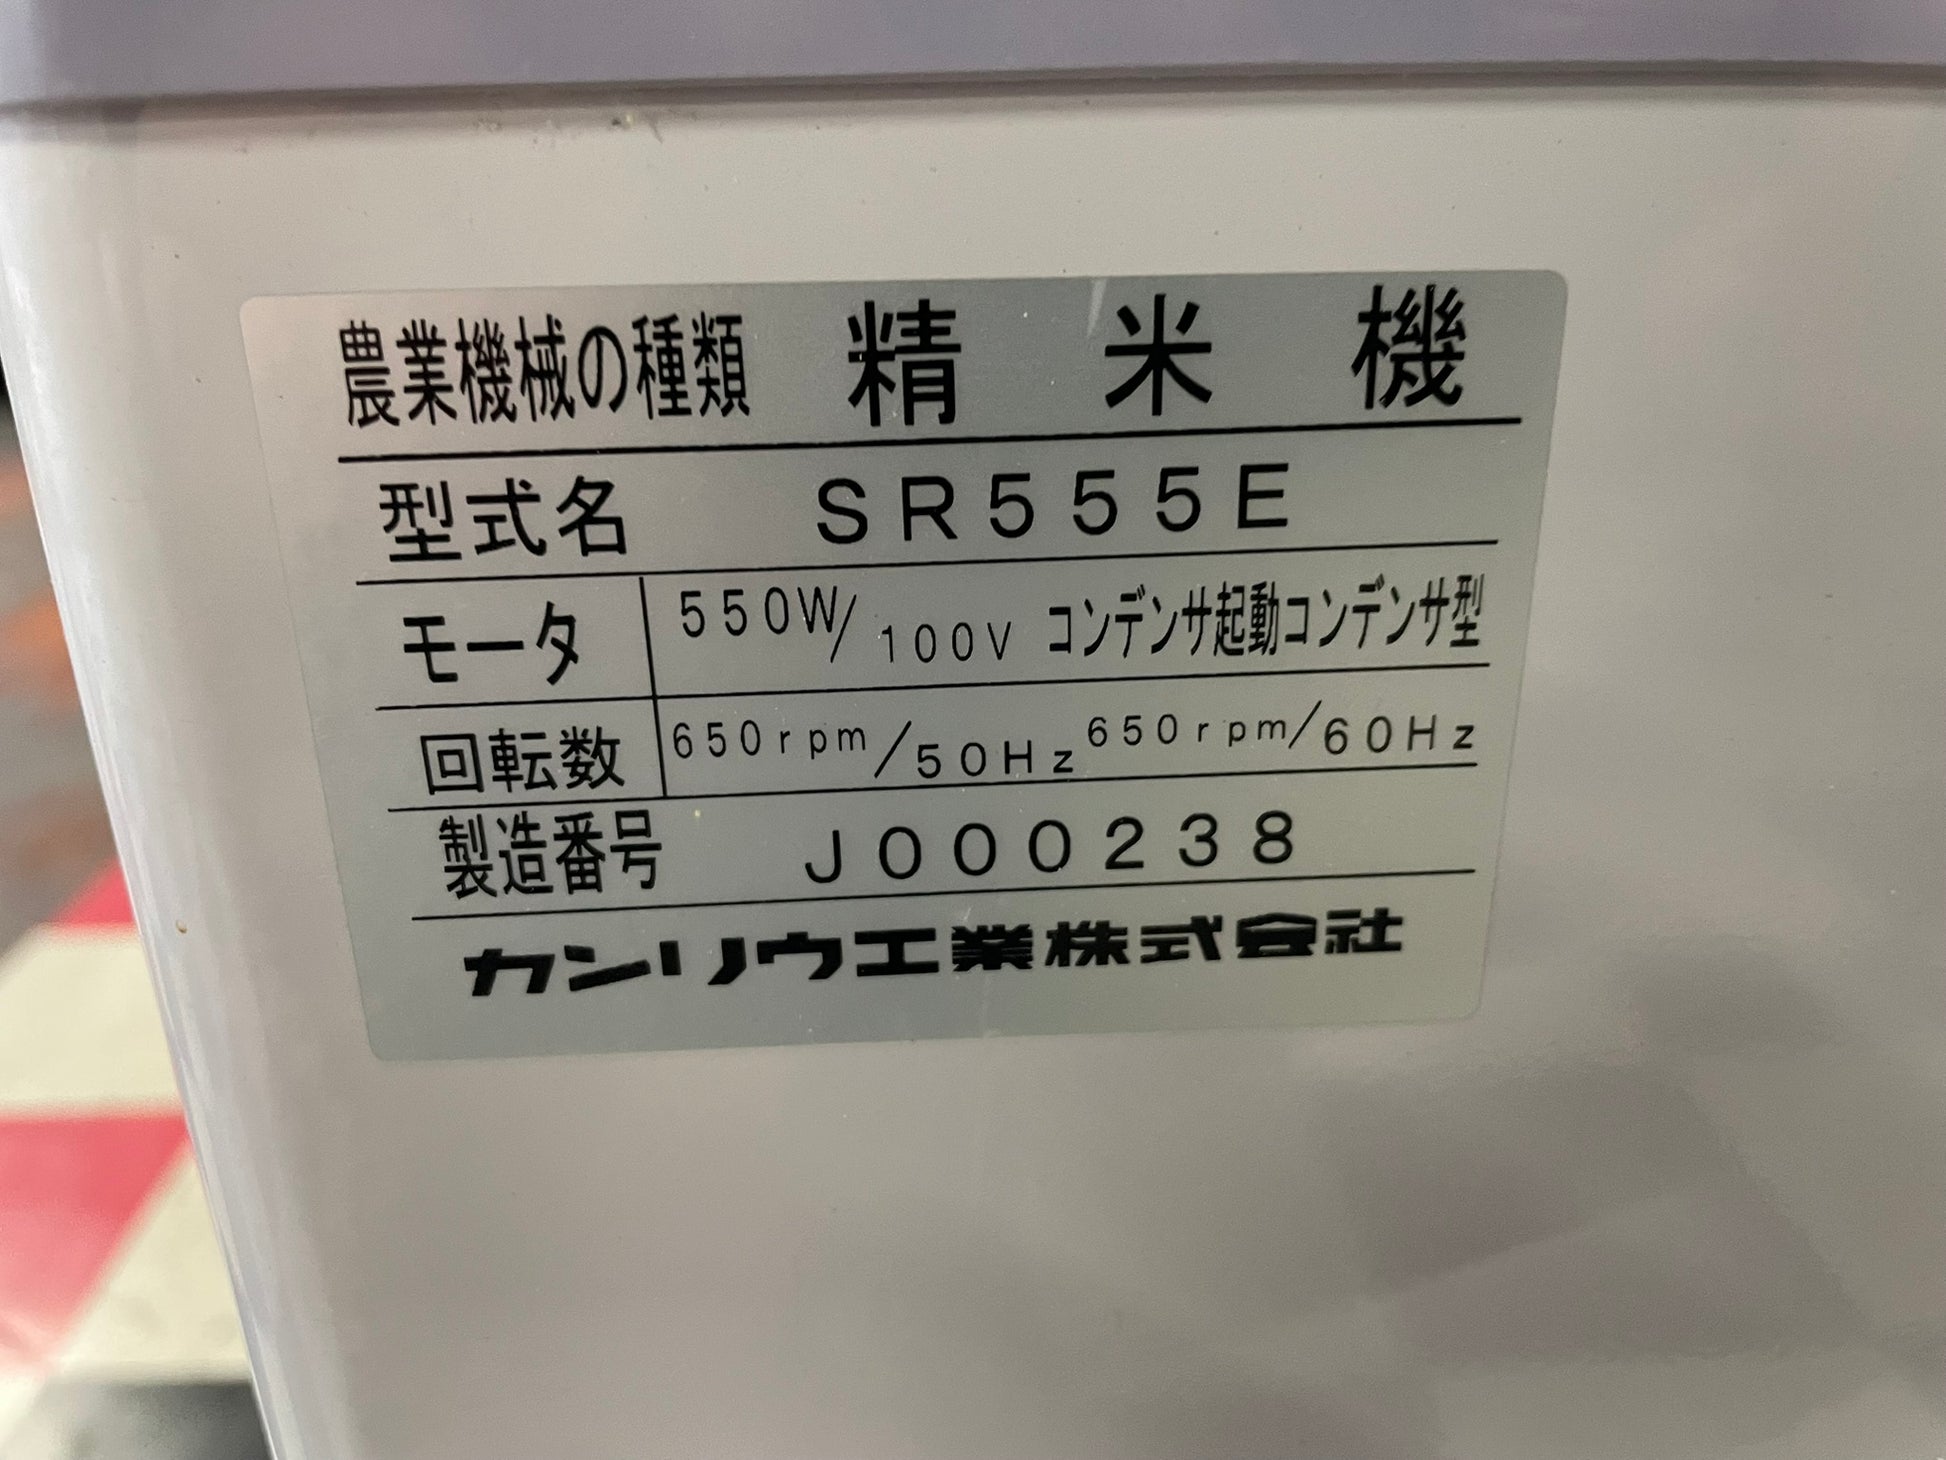 農業機械の種類 精米機
型式名 SR555E
モータ 550W/100V コンデンサ起動コンデンサ型
回転数 650rpm/50Hz 650rpm/60Hz
製造番号 J000238
カンリウ工業株式会社